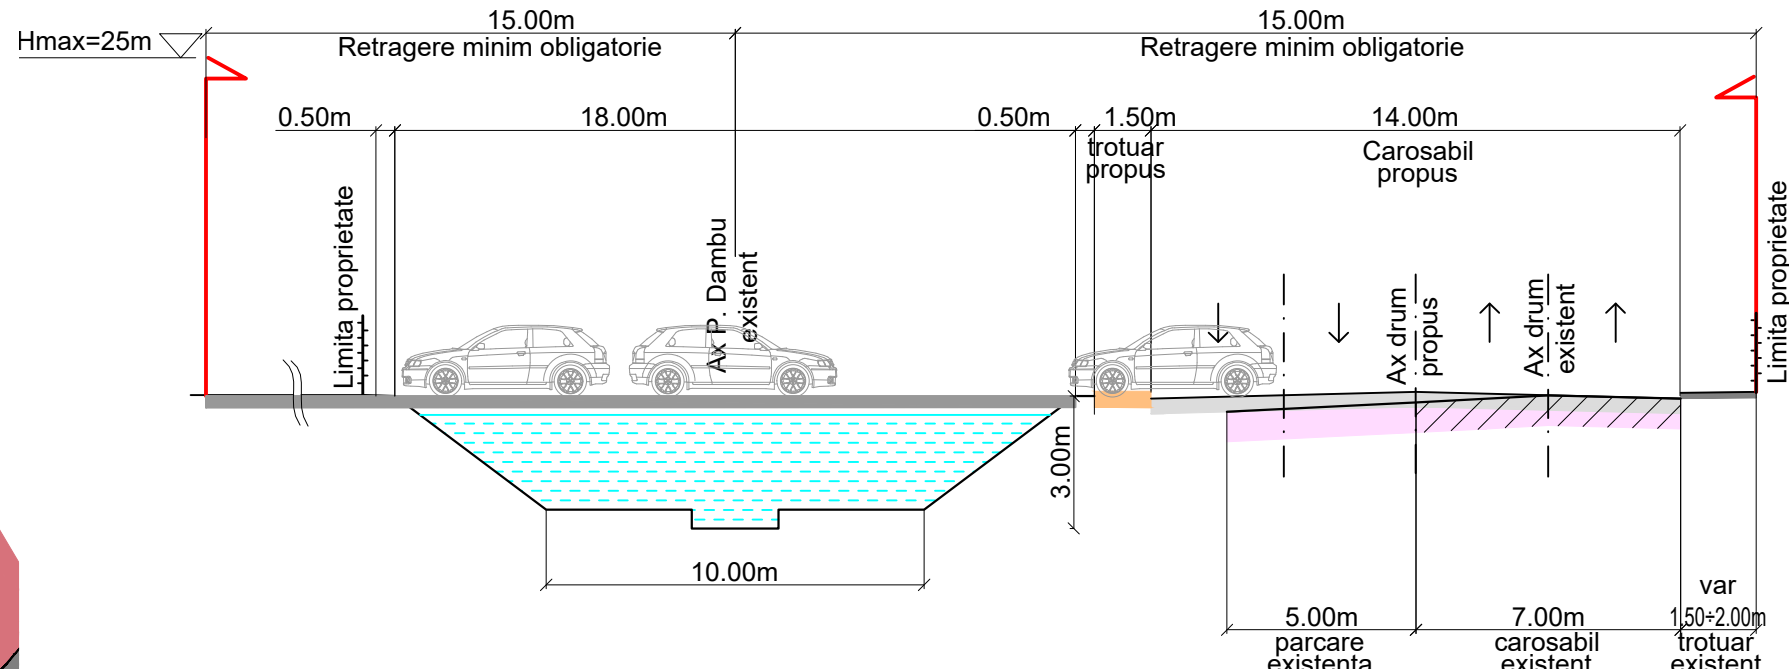 15.00m
15.00m
Hmax=25m
Retragere minim obligatorie
Retragere minim obligatorie
0.50m
18.00m
0.50m
1.50m
14.00m
trotuar
propus
Carosabil
propus
Limita proprietate
Ax P. Dambu
existent
Ax drum
propus
Ax drum
existent
Limita proprietate
3.00m
10.00m
var
5.00m
7.00m
1.50÷2.00m
parcare
existenta
carosabil
existent
trotuar
existent